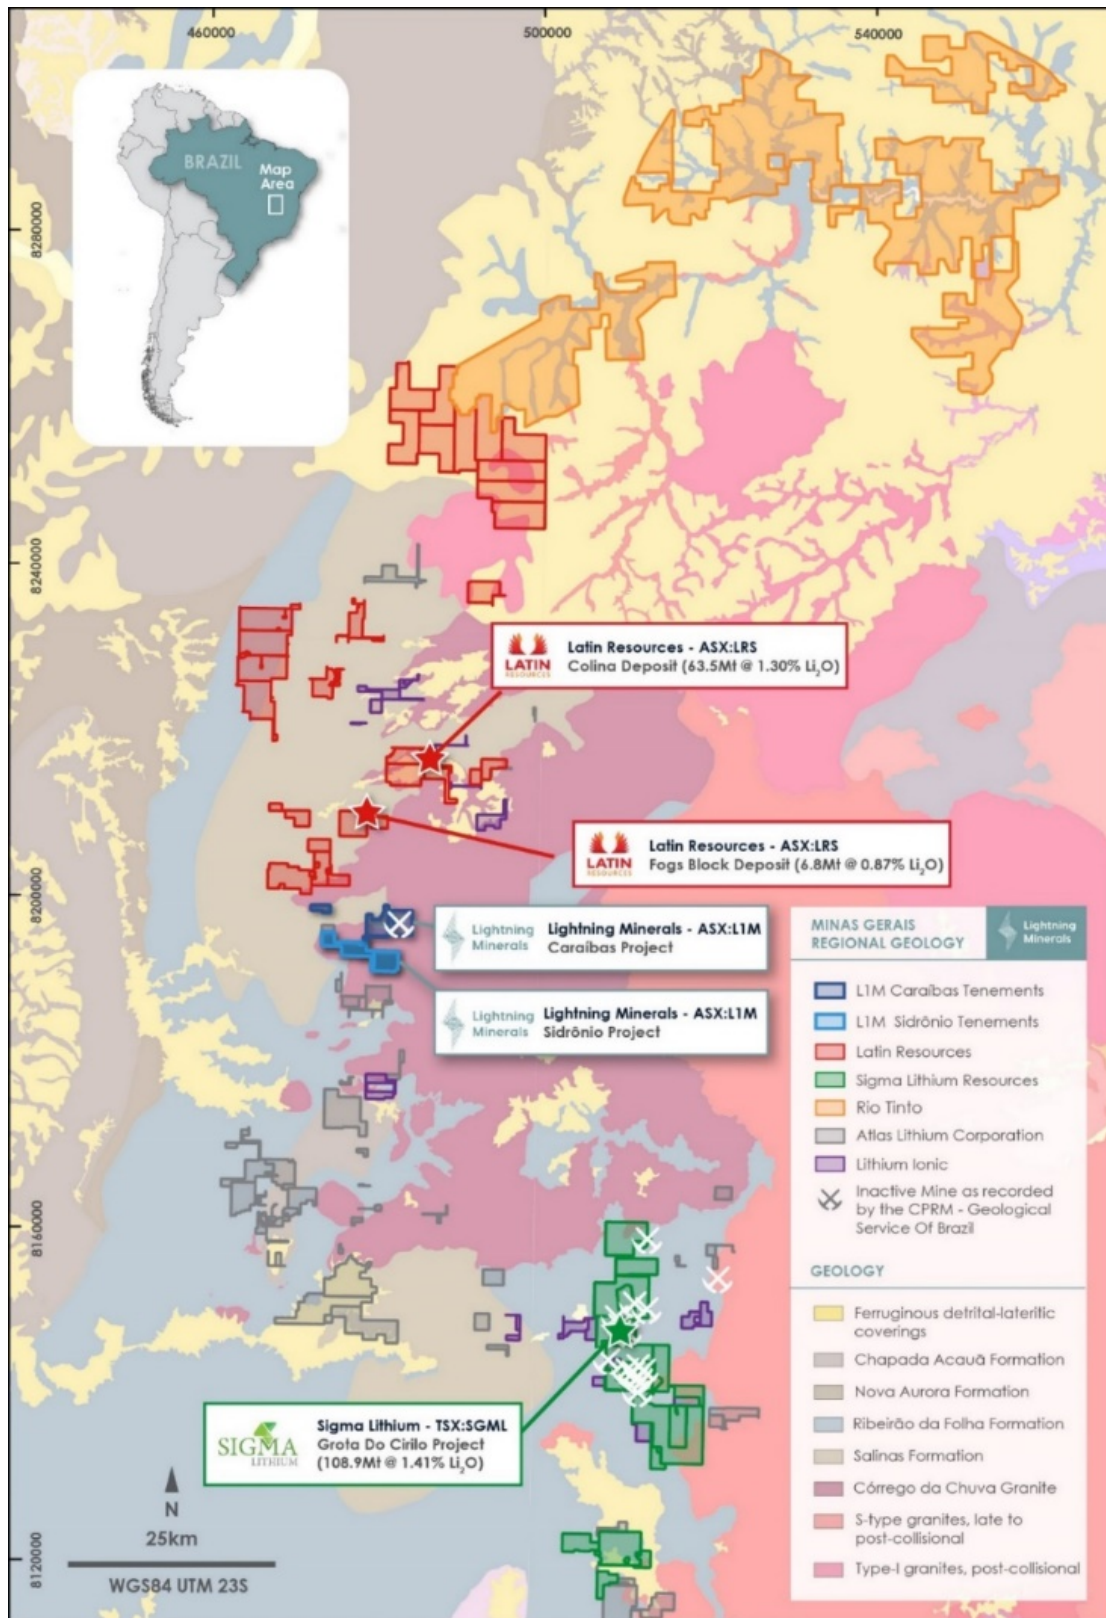 460000
500000
540000
BRAZIL
Map
Area
8280000
8240000
8200000
8160000
8120000
LATIN
RESOURCES
Latin Resources - ASX:LRS
Colina Deposit (63.5Mt @ 1.30% Li₂O)
LATIN
RESOURCES
Latin Resources - ASX:LRS
Fogs Block Deposit (6.8Mt @ 0.87% Li₂O)
Lightning
Minerals
Lightning Minerals - ASX:L1M
Caraíbas Project
Lightning
Minerals
Lightning Minerals - ASX:L1M
Sidrônio Project
SIGMA
LITHIUM
Sigma Lithium - TSX:SGML
Grota Do Cirilo Project
(108.9Mt @ 1.41% Li₂O)
N
25km
WGS84 UTM 23S
MINAS GERAIS
REGIONAL GEOLOGY
Lightning
Minerals
L1M Caraíbas Tenements
L1M Sidrônio Tenements
Latin Resources
Sigma Lithium Resources
Rio Tinto
Atlas Lithium Corporation
Lithium Ionic
Inactive Mine as recorded
by the CPRM - Geological
Service Of Brazil
GEOLOGY
Ferruginous detrital-lateritic
coverings
Chapada Acauã Formation
Nova Aurora Formation
Ribeirão da Folha Formation
Salinas Formation
Córrego da Chuva Granite
S-type granites, late to
post-collisional
Type-I granites, post-collisional